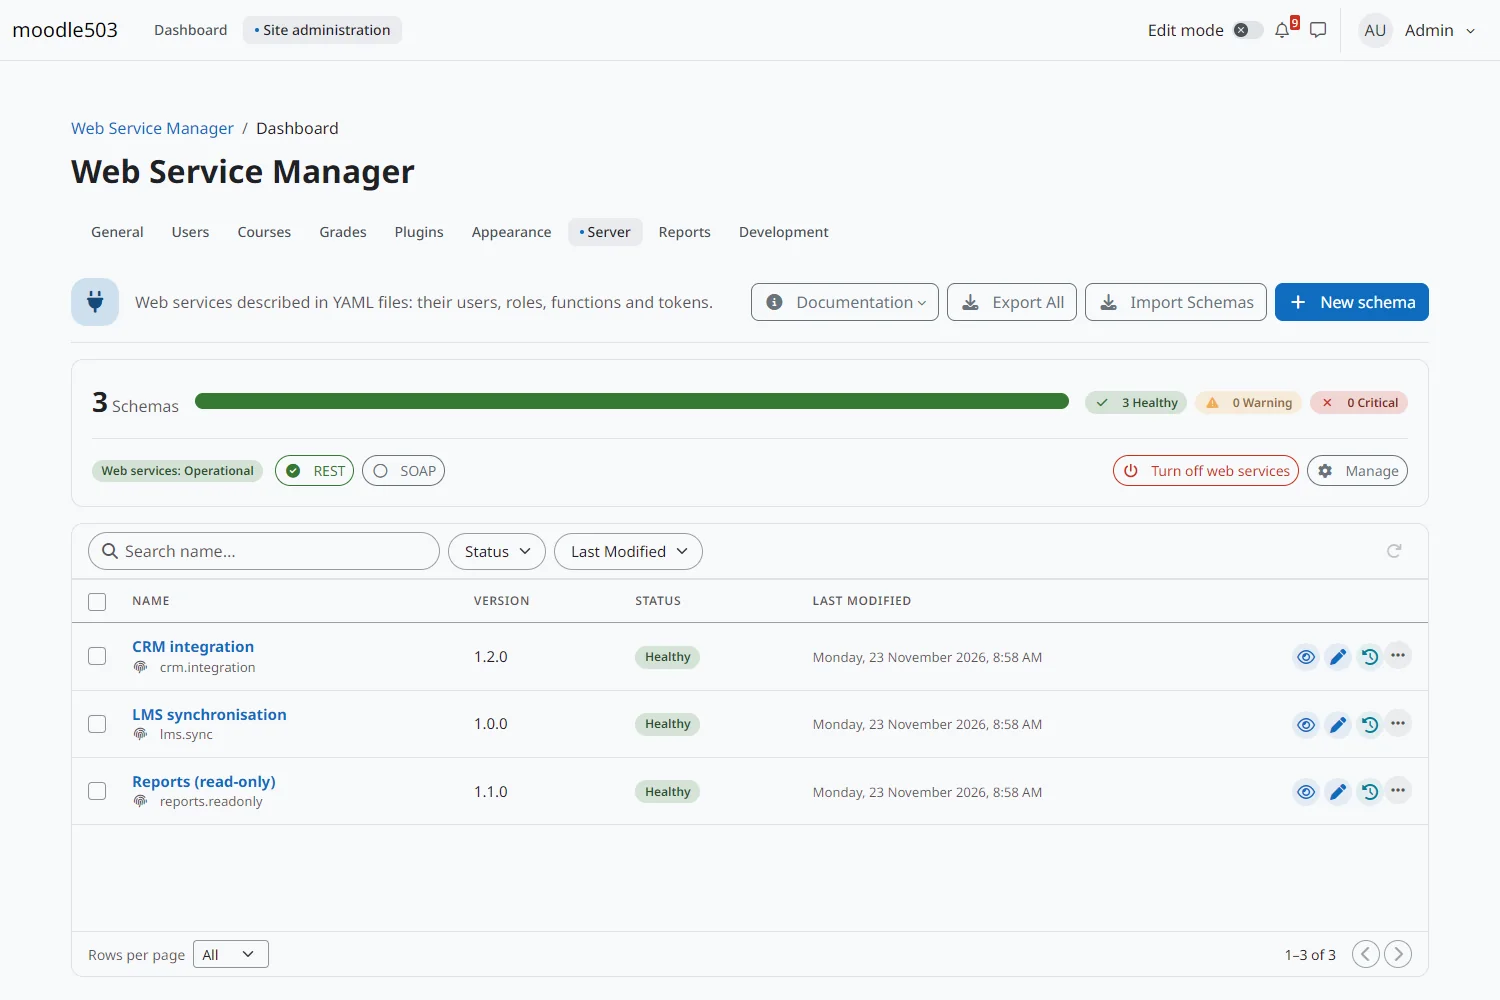 moodle503 Dashboard Site administration Edit mode 9 AU Admin
Web Service Manager / Dashboard
Web Service Manager
General Users Courses Grades Plugins Appearance Server Reports Development
Web services described in YAML files: their users, roles, functions and tokens. Documentation Export All Import Schemas New schema
3 Schemas 3 Healthy 0 Warning 0 Critical
Web services: Operational REST SOAP Turn off web services Manage
Search name... Status Last Modified
NAME VERSION STATUS LAST MODIFIED
CRM integration 1.2.0 Healthy Monday, 23 November 2026, 8:58 AM
crm.integration
LMS synchronisation 1.0.0 Healthy Monday, 23 November 2026, 8:58 AM
lms.sync
Reports (read-only) 1.1.0 Healthy Monday, 23 November 2026, 8:58 AM
reports.readonly
Rows per page All 1–3 of 3